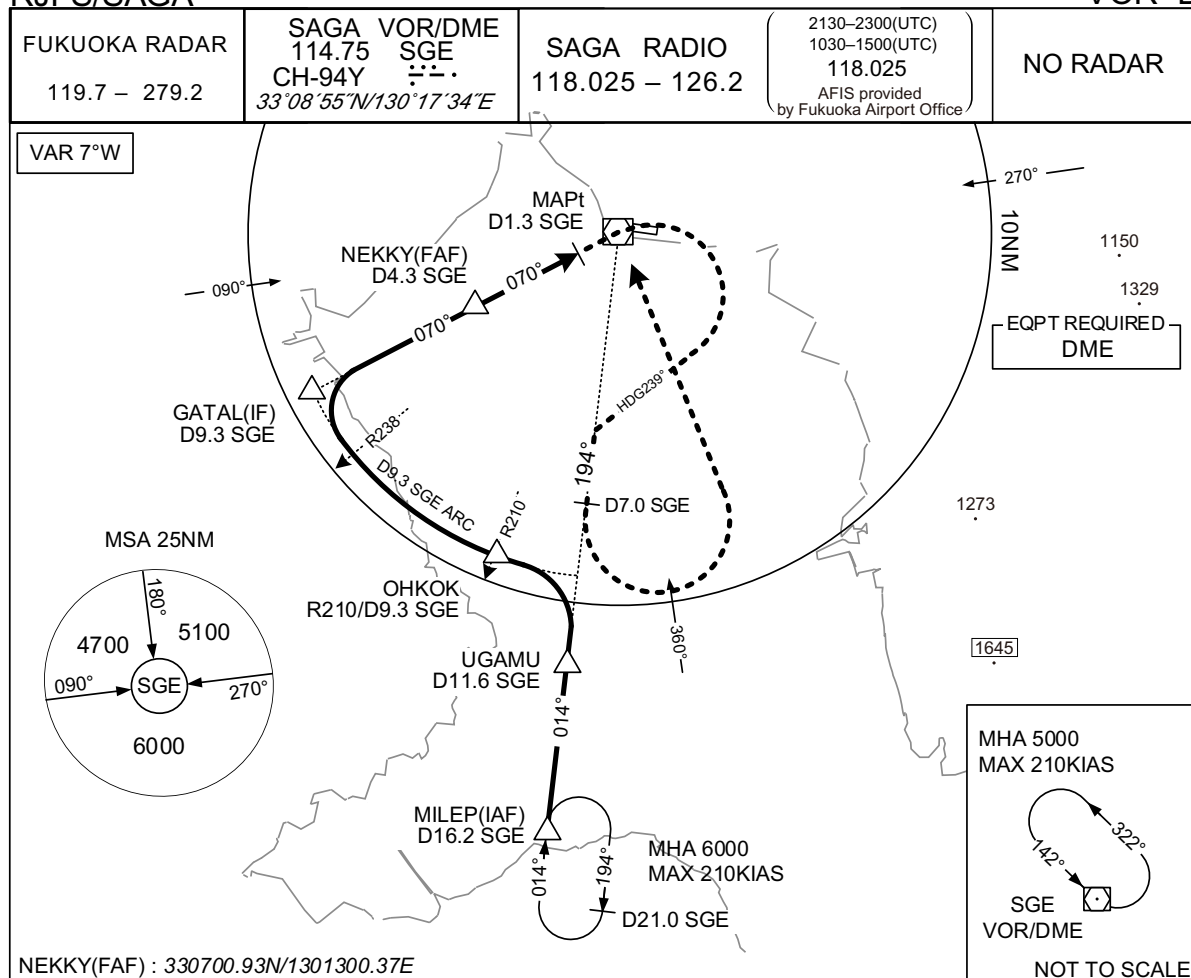 RJFS/SAGA
VOR
FUKUOKA RADAR
119.7 – 279.2
SAGA VOR/DME
114.75 SGE
CH-94Y
33°08´55˝N/130°17´34˝E
SAGA RADIO
118.025 – 126.2
2130–2300(UTC)
1030–1500(UTC)
118.025
AFIS provided
by Fukuoka Airport Office
NO RADAR
VAR 7°W
MAPt
D1.3 SGE
270°
10NM
1150
NEKKY(FAF)
D4.3 SGE
070°
090°
1329
070°
EQPT REQUIRED
DME
HDG239°
GATAL(IF)
D9.3 SGE
R238
194°
D9.3 SGE ARC
R210
D7.0 SGE
1273
MSA 25NM
OHKOK
R210/D9.3 SGE
180°
4700
5100
360°
1645
UGAMU
D11.6 SGE
090°
SGE
270°
6000
014°
MHA 5000
MAX 210KIAS
MILEP(IAF)
D16.2 SGE
MHA 6000
MAX 210KIAS
014°
194°
322°
142°
D21.0 SGE
SGE
VOR/DME
NEKKY(FAF) : 330700.93N/1301300.37E
NOT TO SCALE